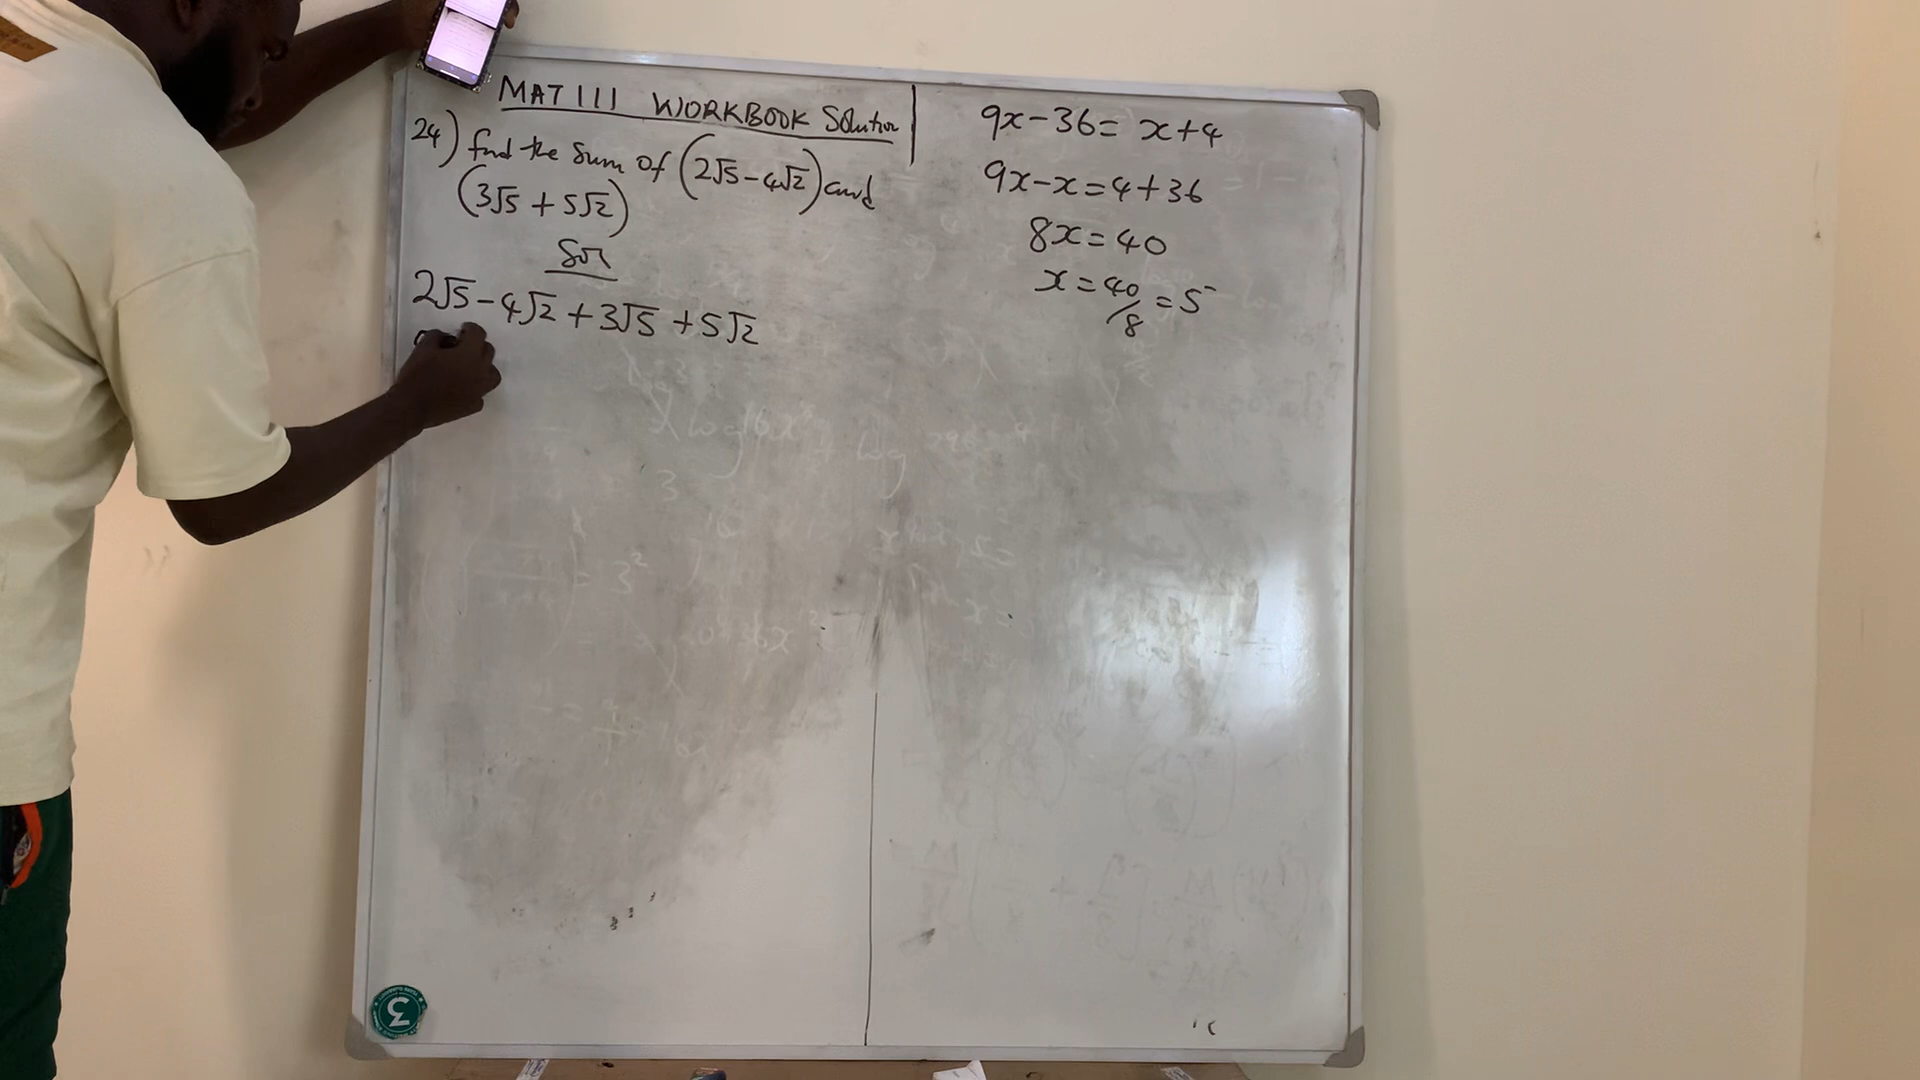 MAT 111 WORKBOOK Solution
24) find the sum of (2√5-4√2) and
(3√5 + 5√2)
Sol
2√5 - 4√2 + 3√5 + 5√2
9x-36 = x+4
9x-x = 4+36
8x = 40
x = 40/8 = 5